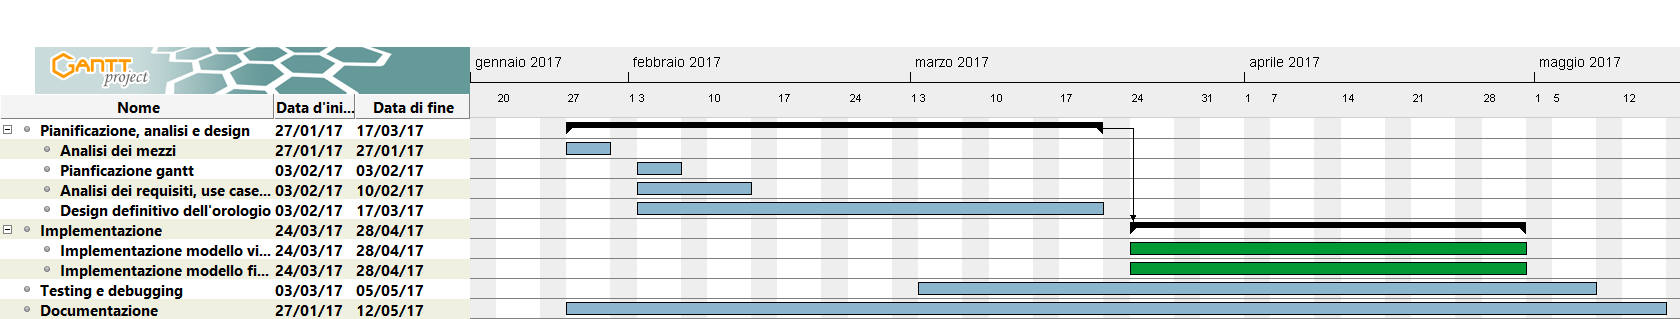 GANTT
project
gennaio 2017 febbraio 2017 marzo 2017 aprile 2017 maggio 2017
Nome Data d'ini... Data di fine 20 27 1 3 10 17 24 1 3 10 17 24 31 1 7 14 21 28 1 5 12
Pianificazione, analisi e design 27/01/17 17/03/17
Analisi dei mezzi 27/01/17 27/01/17
Pianficazione gantt 03/02/17 03/02/17
Analisi dei requisiti, use case... 03/02/17 10/02/17
Design definitivo dell'orologio 03/02/17 17/03/17
Implementazione 24/03/17 28/04/17
Implementazione modello vi... 24/03/17 28/04/17
Implementazione modello fi... 24/03/17 28/04/17
Testing e debugging 03/03/17 05/05/17
Documentazione 27/01/17 12/05/17